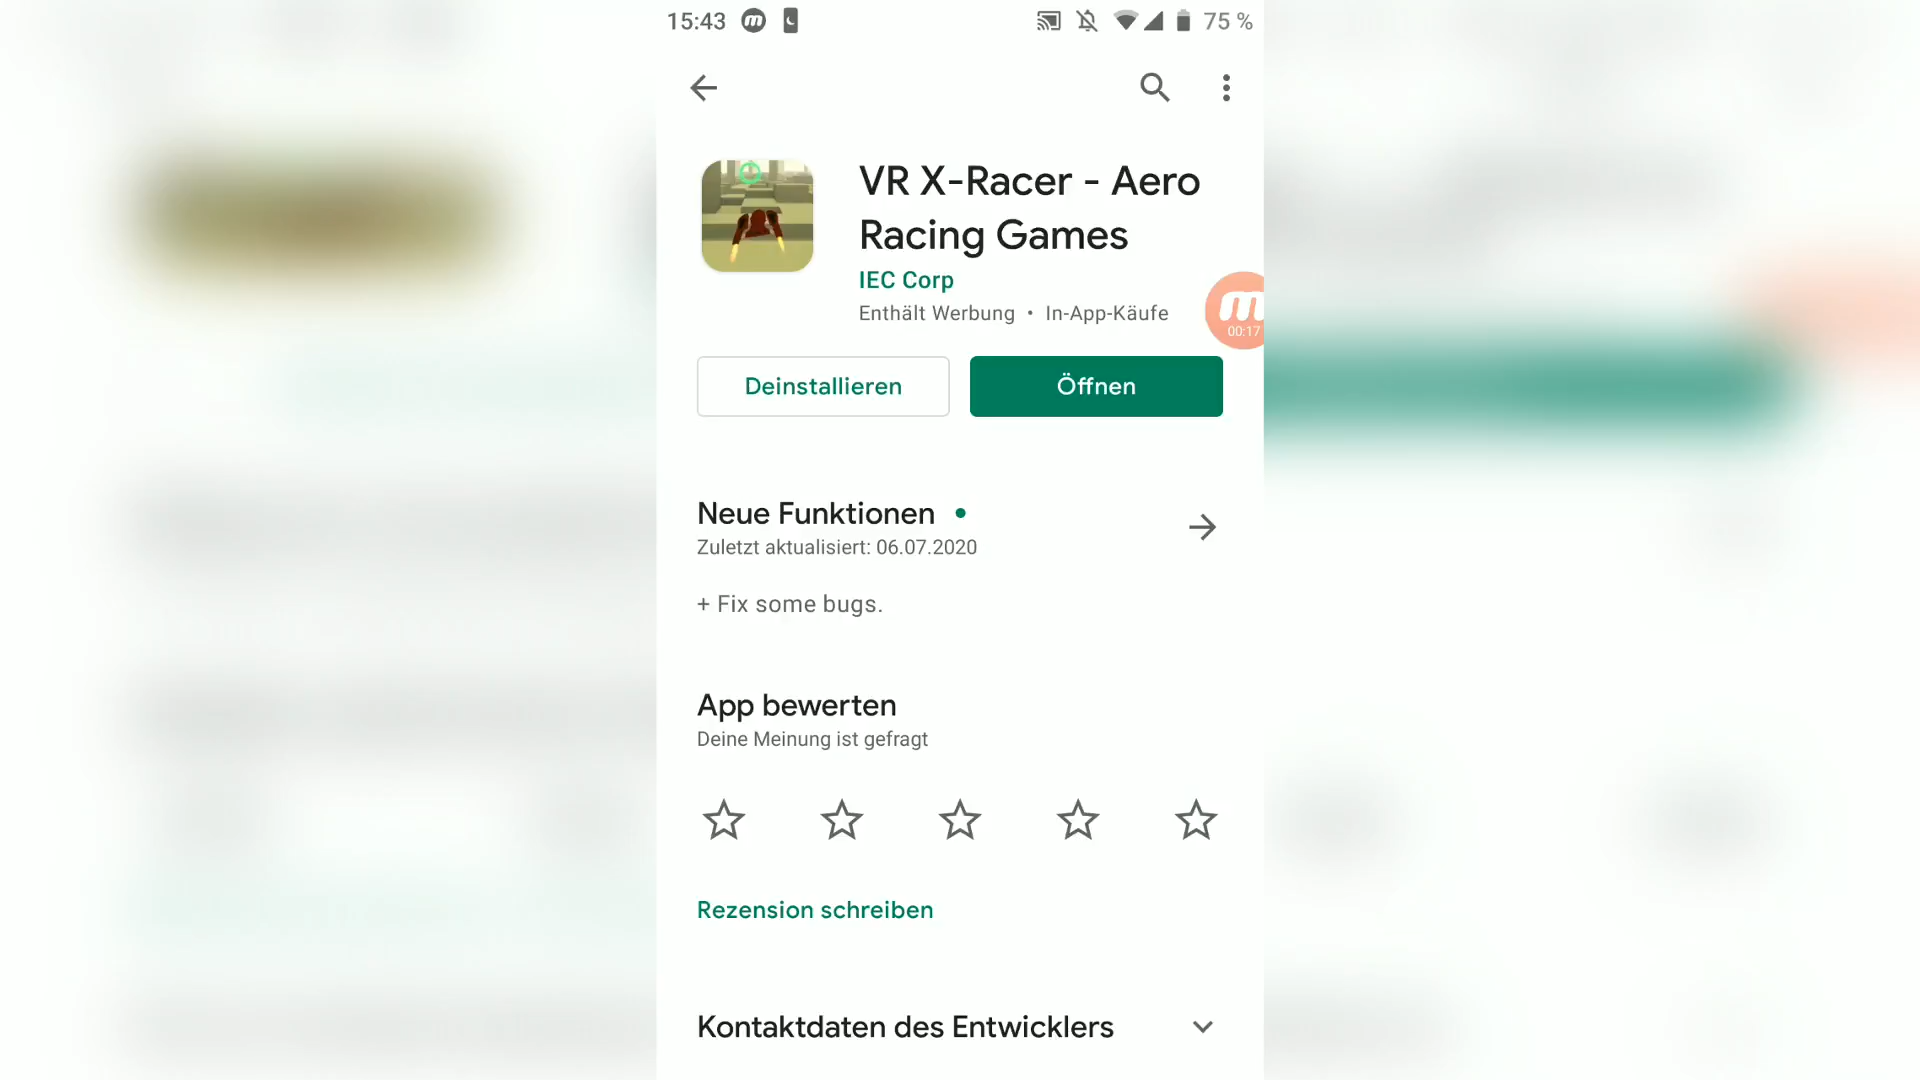 15:43
75 %
VR X-Racer - Aero
Racing Games
IEC Corp
Enthält Werbung • In-App-Käufe
00:17
Deinstallieren
Öffnen
Neue Funktionen •
Zuletzt aktualisiert: 06.07.2020
+ Fix some bugs.
App bewerten
Deine Meinung ist gefragt
Rezension schreiben
Kontaktdaten des Entwicklers